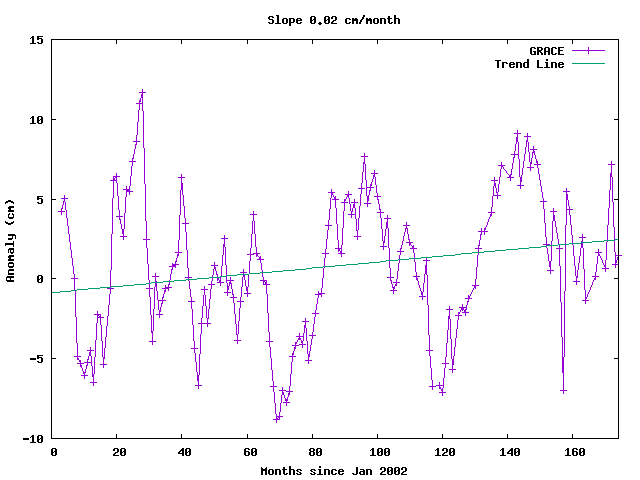 Slope 0.02 cm/month
GRACE
Trend Line
Anomaly (cm)
15
10
5
0
-5
-10
0 20 40 60 80 100 120 140 160
Months since Jan 2002